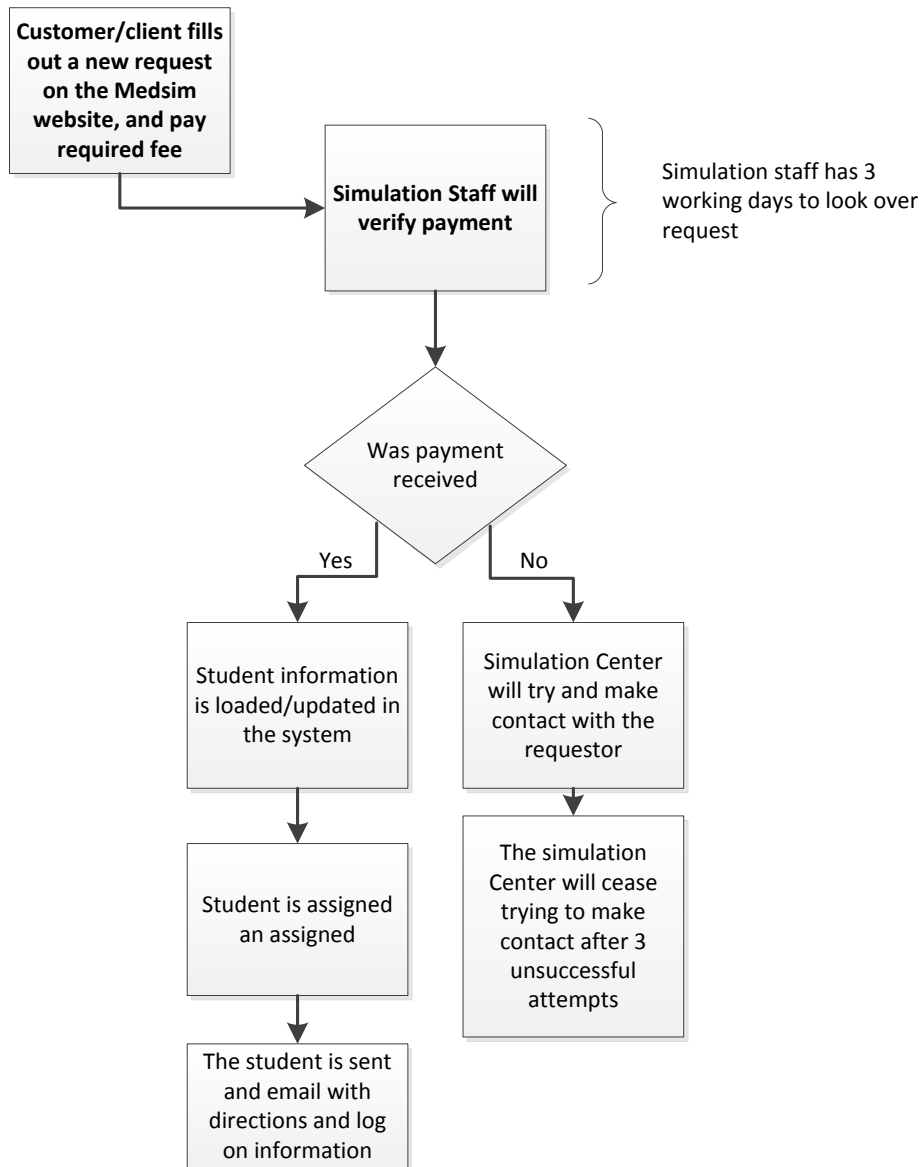 Customer/client fills
out a new request
on the Medsim
website, and pay
required fee
Simulation Staff will
verify payment
Simulation staff has 3
working days to look over
request
Was payment
received
Yes
No
Student information
is loaded/updated in
the system
Simulation Center
will try and make
contact with the
requestor
Student is assigned
an assigned
The simulation
Center will cease
trying to make
contact after 3
unsuccessful
attempts
The student is sent
and email with
directions and log
on information